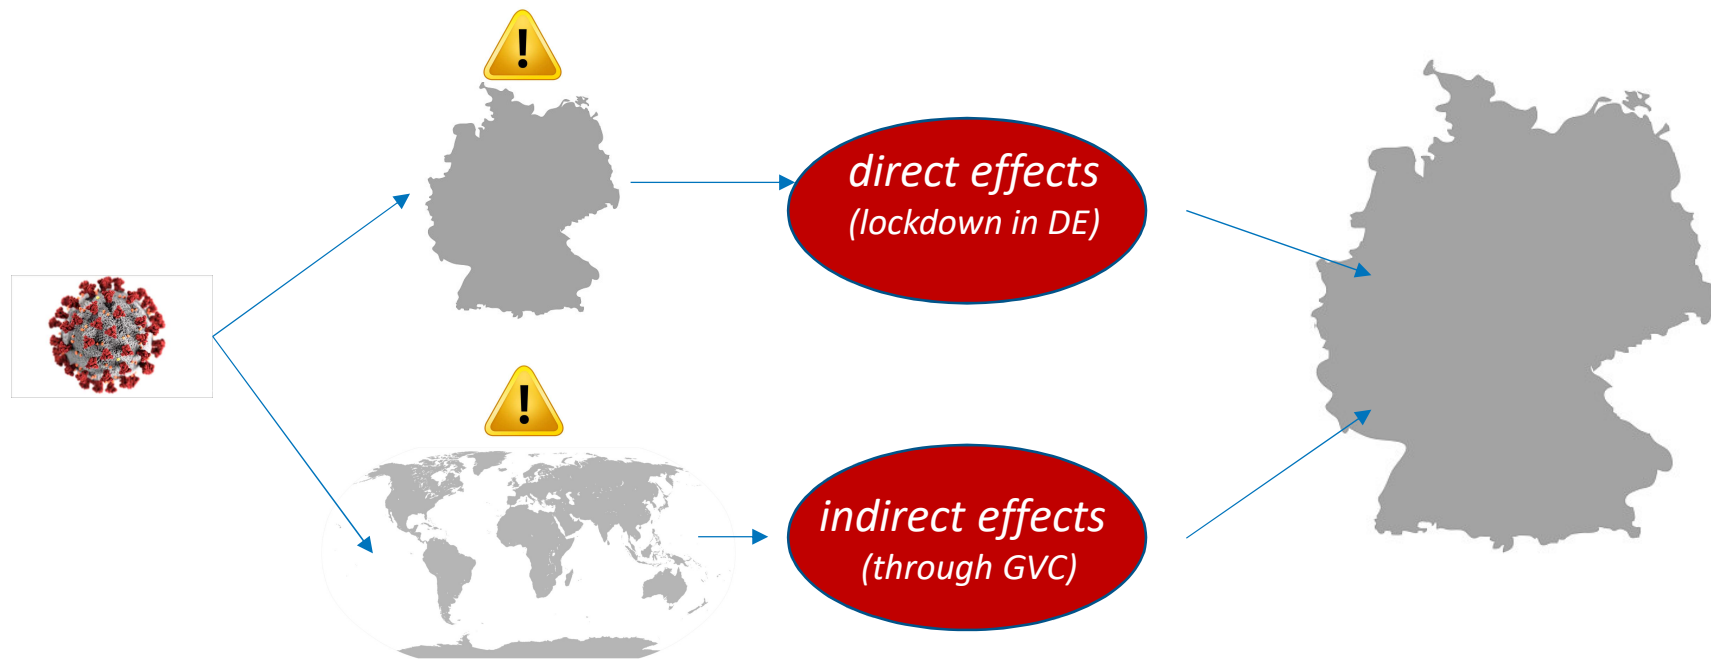 !
direct effects
(lockdown in DE)
!
indirect effects
(through GVC)